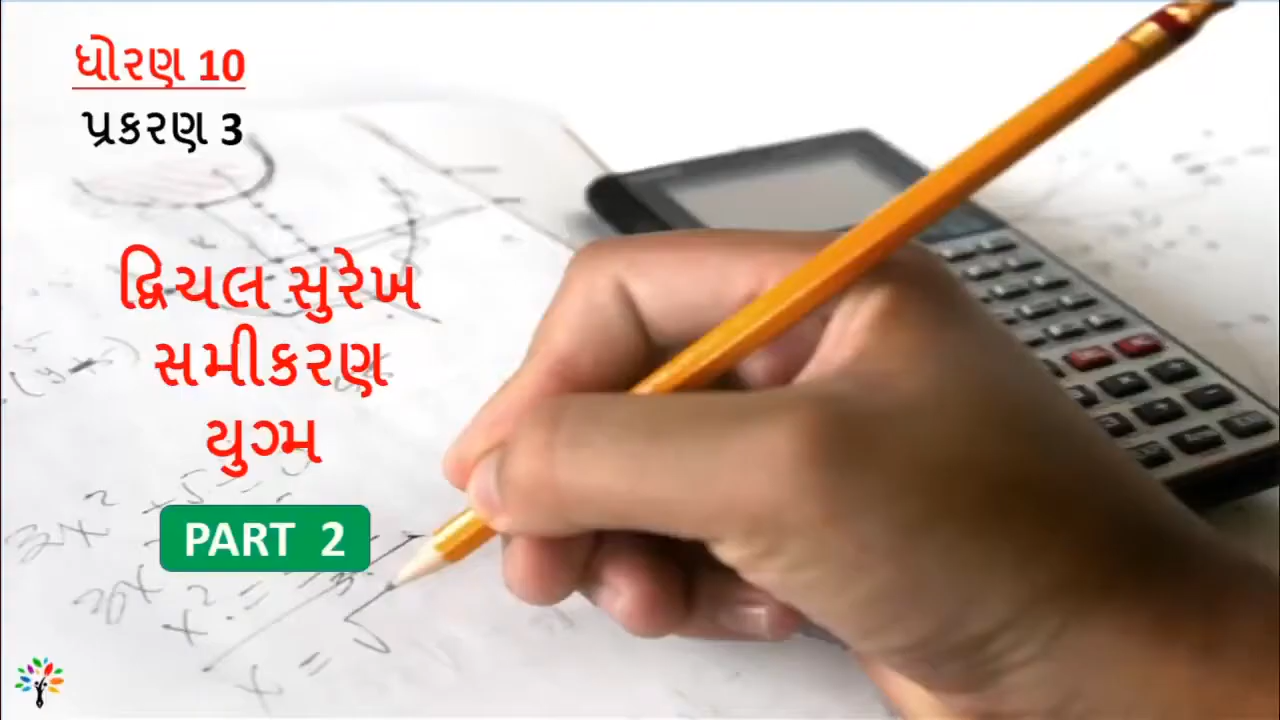 ધોરણ 10
પ્રકરણ 3
દ્વિચલ સુરેખ
સમીકરણ
યુગ્મ
PART 2